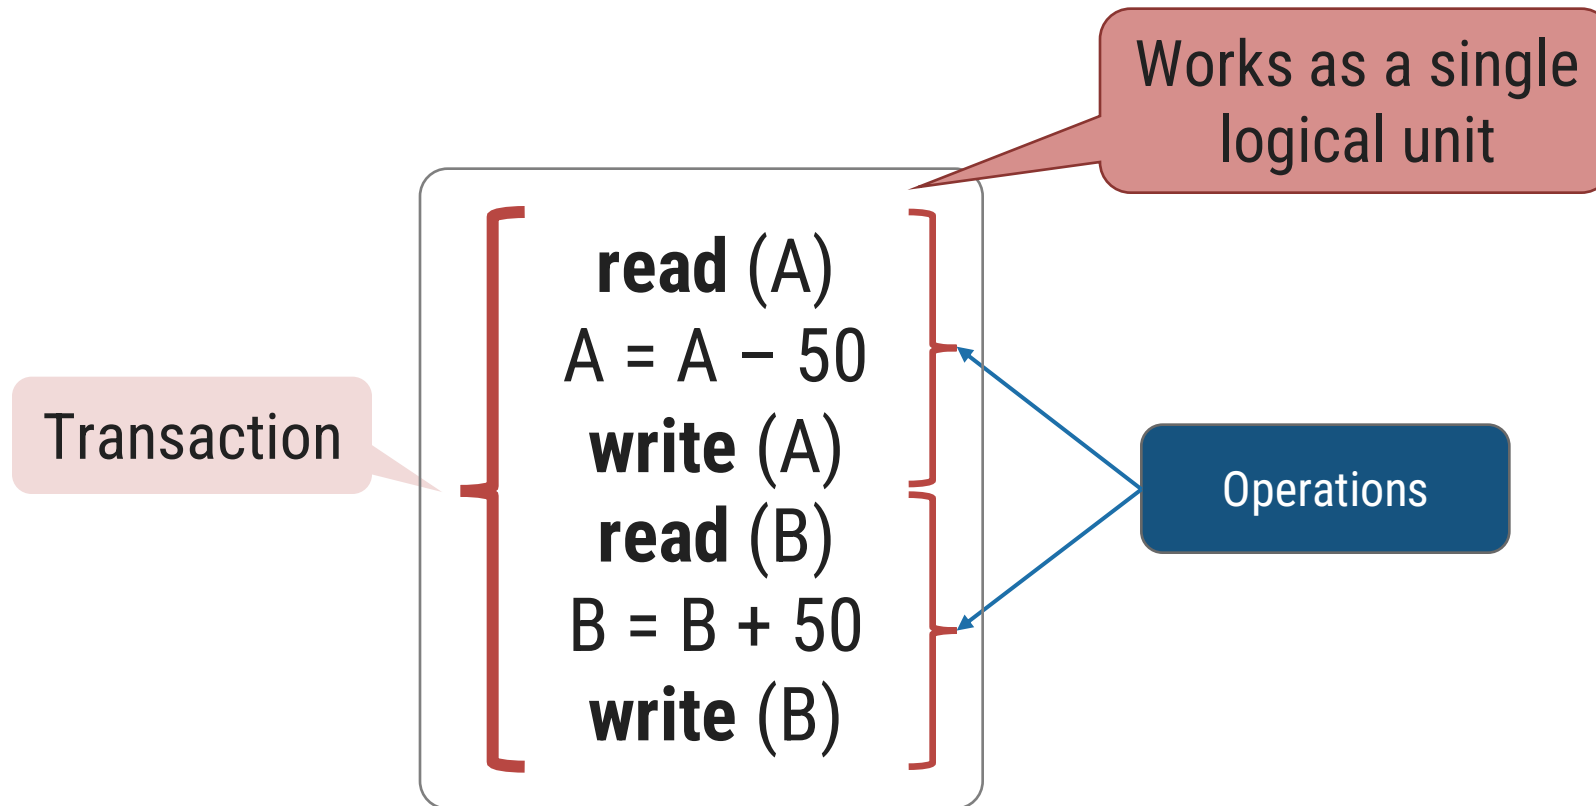 Works as a single
logical unit
read (A)
A = A – 50
write (A)
read (B)
B = B + 50
write (B)
Transaction
Operations